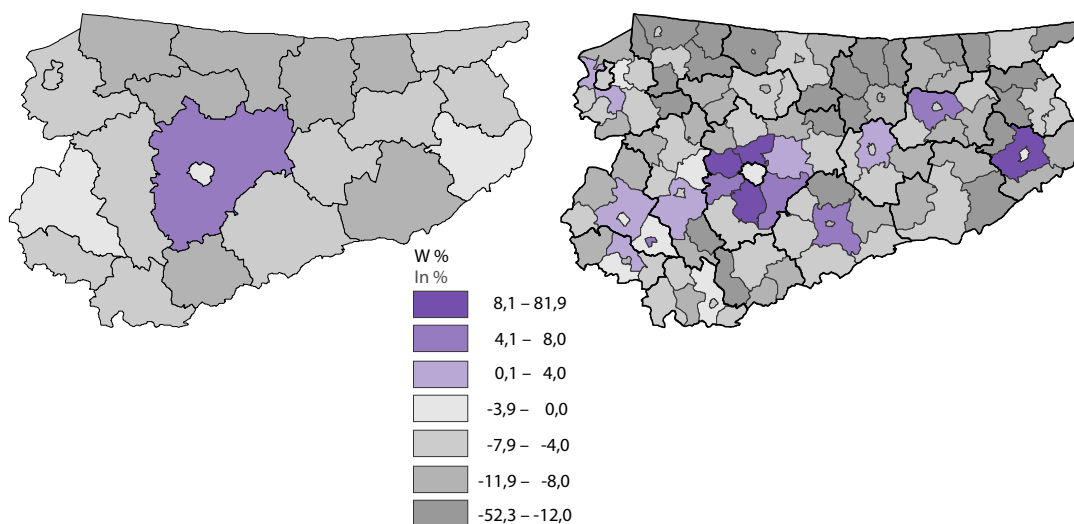 W %
In %
8,1 – 81,9
4,1 – 8,0
0,1 – 4,0
-3,9 – 0,0
-7,9 – -4,0
-11,9 – -8,0
-52,3 – -12,0